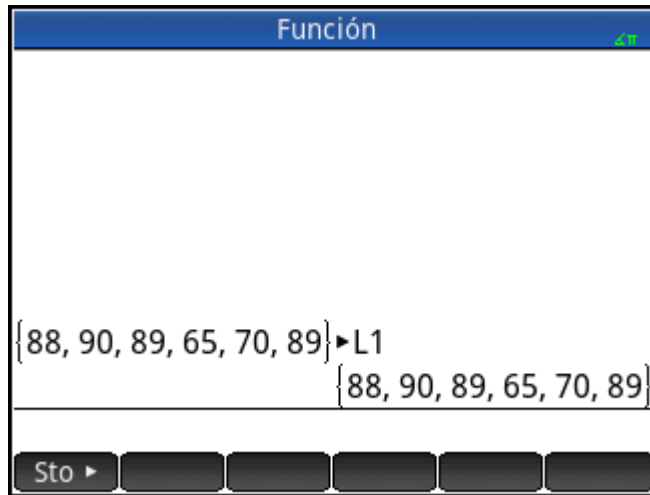 Función
∡π
{88, 90, 89, 65, 70, 89}▶L1
{88, 90, 89, 65, 70, 89}
Sto ▶